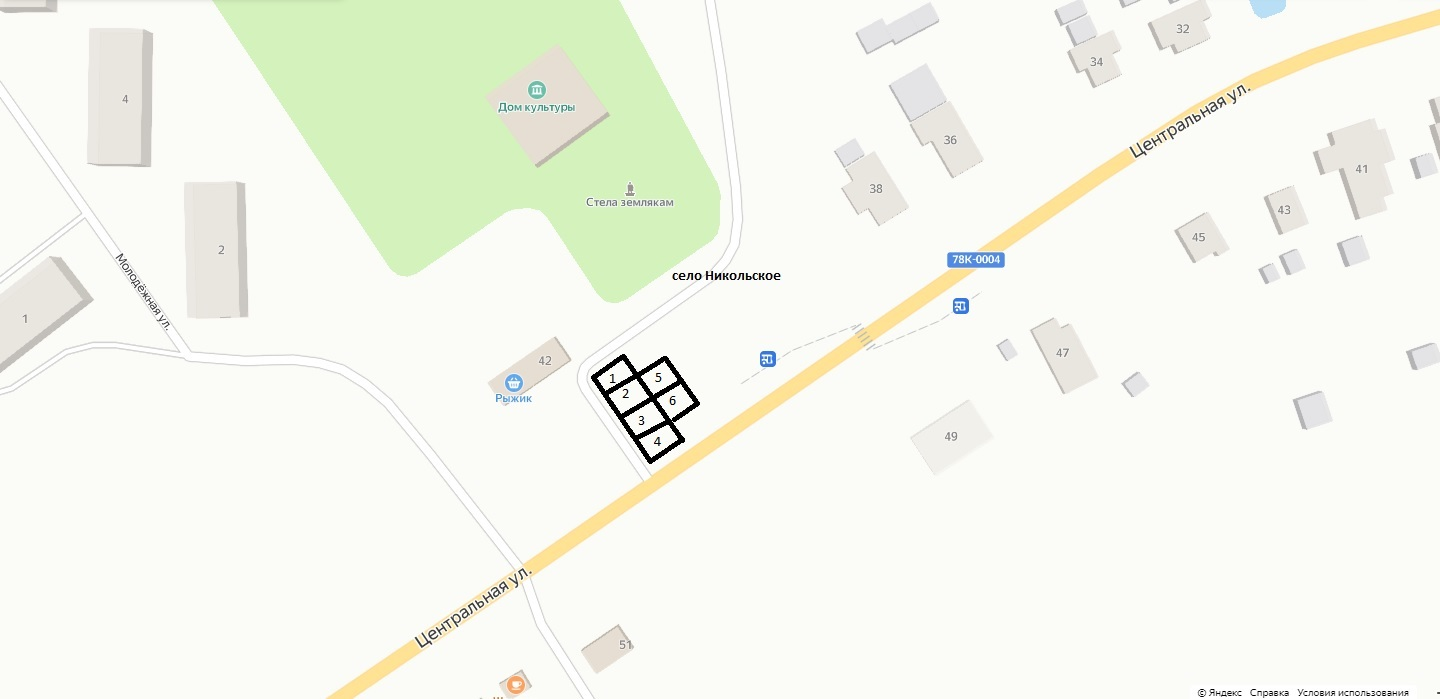 32
34
4
Дом культуры
Центральная ул.
36
41
38
Стела землякам
43
45
2
Молодёжная ул.
78К-0004
село Никольское
1
47
42
Рыжик
1
5
2
6
3
4
49
Центральная ул.
51
© Яндекс Справка Условия использования